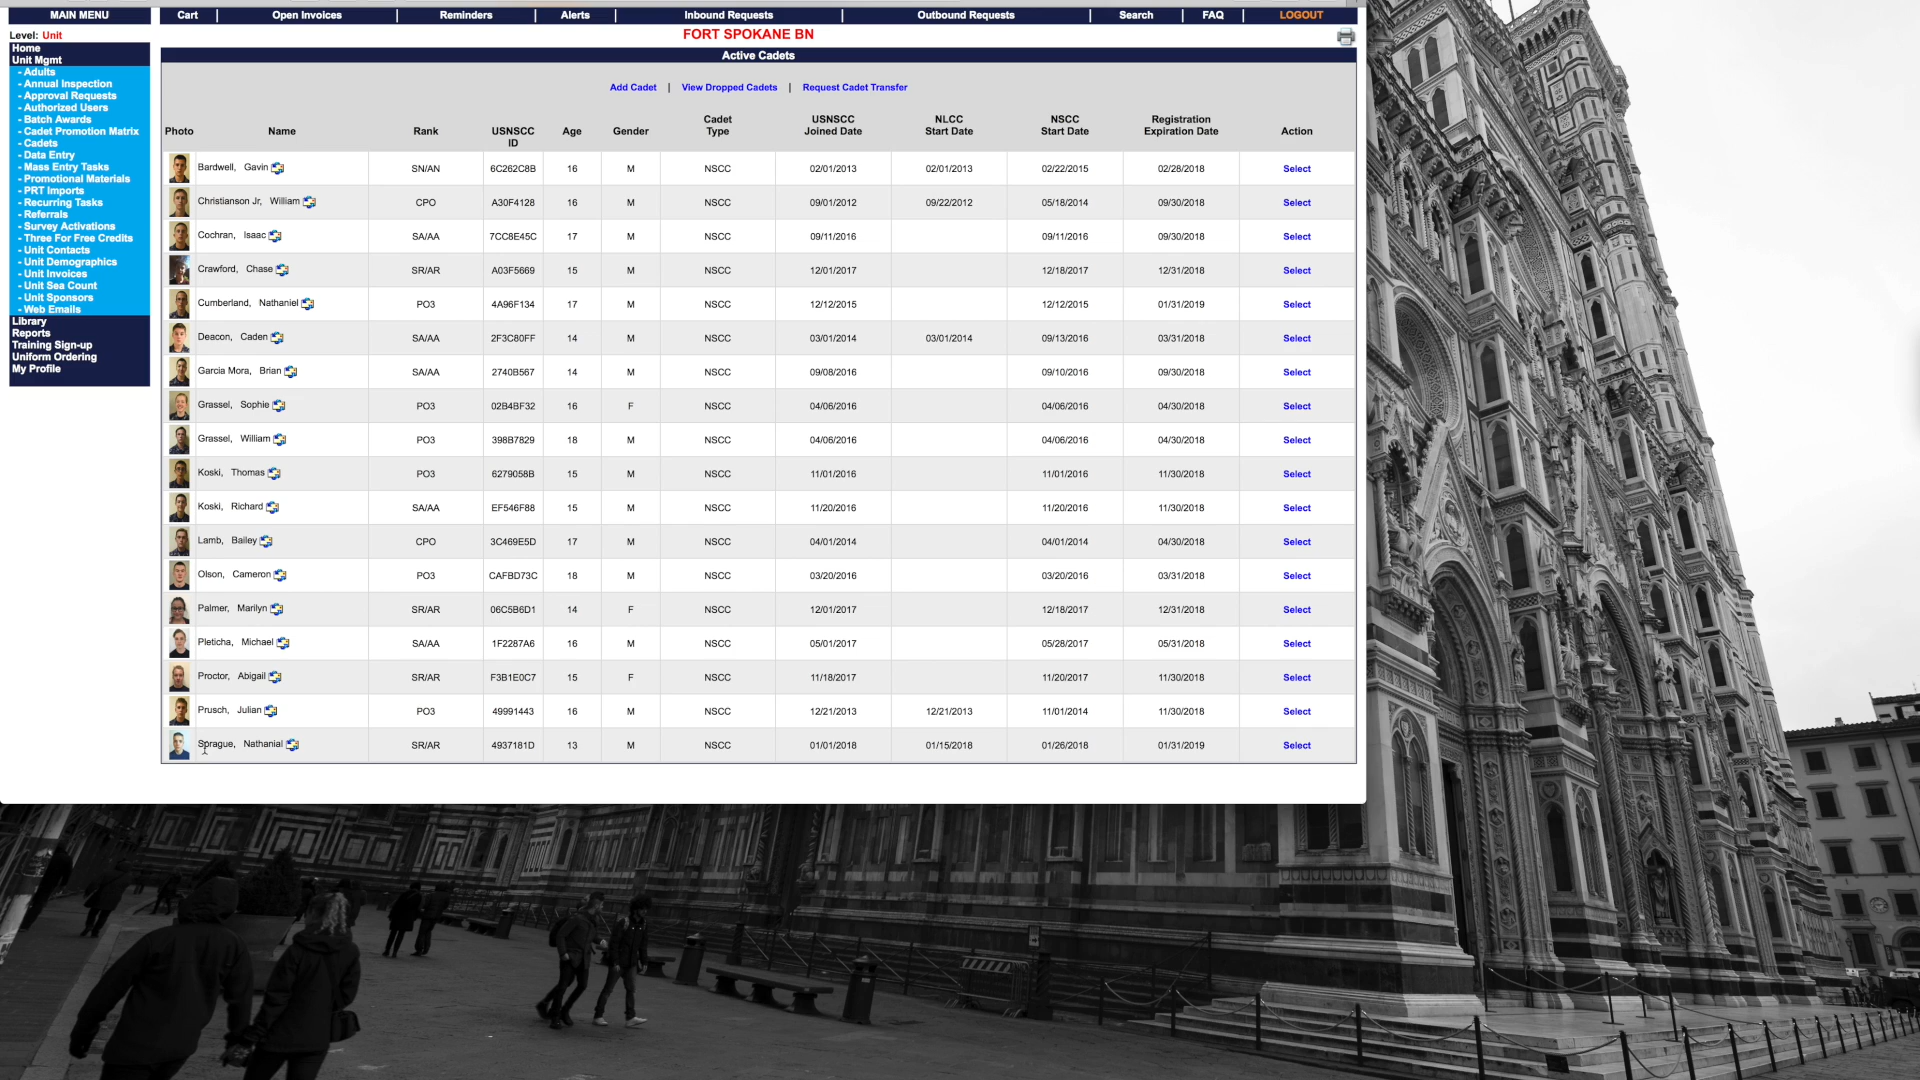 MAIN MENU
Cart | Open Invoices | Reminders | Alerts | Inbound Requests | Outbound Requests | Search | FAQ | LOGOUT
Level: Unit
FORT SPOKANE BN
Home
Unit Mgmt
- Adults
- Annual Inspection
- Approval Requests
- Authorized Users
- Batch Awards
- Cadet Promotion Matrix
- Cadets
- Data Entry
- Mass Entry Tasks
- Promotional Materials
- PRT Imports
- Recurring Tasks
- Referrals
- Survey Activations
- Three For Free Credits
- Unit Contacts
- Unit Demographics
- Unit Invoices
- Unit Sea Count
- Unit Sponsors
- Web Emails
Library
Reports
Training Sign-up
Uniform Ordering
My Profile
Active Cadets
Add Cadet | View Dropped Cadets | Request Cadet Transfer
Photo Name Rank USNSCC ID Age Gender Cadet Type USNSCC Joined Date NLCC Start Date NSCC Start Date Registration Expiration Date Action
Bardwell, Gavin SN/AN 6C262C8B 16 M NSCC 02/01/2013 02/01/2013 02/22/2015 02/28/2018 Select
Christianson Jr, William CPO A30F4128 16 M NSCC 09/01/2012 09/22/2012 05/18/2014 09/30/2018 Select
Cochran, Isaac SA/AA 7CC8E45C 17 M NSCC 09/11/2016 09/11/2016 09/30/2018 Select
Crawford, Chase SR/AR A03F5669 15 M NSCC 12/01/2017 12/18/2017 12/31/2018 Select
Cumberland, Nathaniel PO3 4A96F134 17 M NSCC 12/12/2015 12/12/2015 01/31/2019 Select
Deacon, Caden SA/AA 2F3C80FF 14 M NSCC 03/01/2014 03/01/2014 09/13/2016 03/31/2018 Select
Garcia Mora, Brian SA/AA 2740B567 14 M NSCC 09/08/2016 09/10/2016 09/30/2018 Select
Grassel, Sophie PO3 02B4BF32 16 F NSCC 04/06/2016 04/06/2016 04/30/2018 Select
Grassel, William PO3 398B7829 18 M NSCC 04/06/2016 04/06/2016 04/30/2018 Select
Koski, Thomas PO3 6279058B 15 M NSCC 11/01/2016 11/01/2016 11/30/2018 Select
Koski, Richard SA/AA EF546F88 15 M NSCC 11/20/2016 11/20/2016 11/30/2018 Select
Lamb, Bailey CPO 3C469E5D 17 M NSCC 04/01/2014 04/01/2014 04/30/2018 Select
Olson, Cameron PO3 CAFBD73C 18 M NSCC 03/20/2016 03/20/2016 03/31/2018 Select
Palmer, Marilyn SR/AR 06C5B6D1 14 F NSCC 12/01/2017 12/18/2017 12/31/2018 Select
Pleticha, Michael SA/AA 1F2287A6 16 M NSCC 05/01/2017 05/28/2017 05/31/2018 Select
Proctor, Abigail SR/AR F3B1E0C7 15 F NSCC 11/18/2017 11/20/2017 11/30/2018 Select
Prusch, Julian PO3 49991443 16 M NSCC 12/21/2013 12/21/2013 11/01/2014 11/30/2018 Select
Sprague, Nathanial SR/AR 4937181D 13 M NSCC 01/01/2018 01/15/2018 01/26/2018 01/31/2019 Select